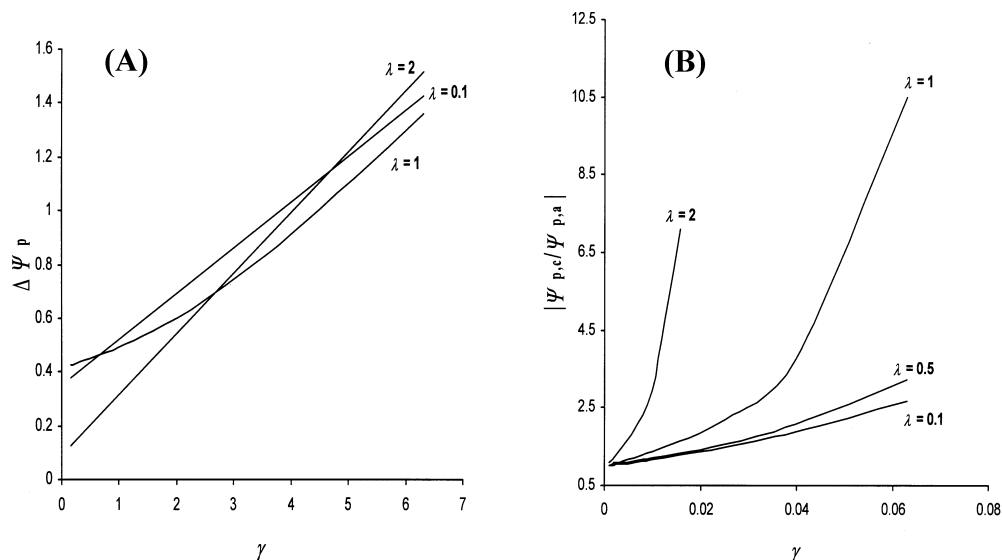 (A)
1.6
1.4
1.2
1
0.8
0.6
0.4
0.2
0
Δ Ψ p
λ = 2
λ = 0.1
λ = 1
0 1 2 3 4 5 6 7
γ
(B)
12.5
10.5
8.5
6.5
4.5
2.5
0.5
|Ψ p,c/Ψ p,a|
λ = 1
λ = 2
λ = 0.5
λ = 0.1
0 0.02 0.04 0.06 0.08
γ